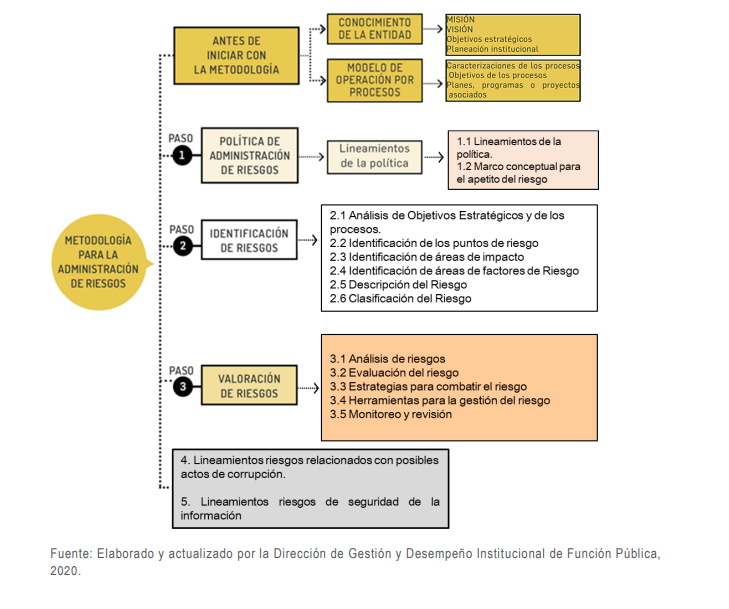 ANTES DE
INICIAR CON
LA METODOLOGÍA
CONOCIMIENTO
DE LA ENTIDAD
MISIÓN
VISIÓN
Objetivos estratégicos
Planeación institucional
MODELO DE
OPERACIÓN POR
PROCESOS
Caracterizaciones de los procesos
Objetivos de los procesos
Planes, programas o proyectos
asociados
PASO
1
POLÍTICA DE
ADMINISTRACIÓN
DE RIESGOS
Lineamientos
de la política
1.1 Lineamientos de la
política.
1.2 Marco conceptual para
el apetito del riesgo
METODOLOGÍA
PARA LA
ADMINISTRACIÓN
DE RIESGOS
PASO
2
IDENTIFICACIÓN
DE RIESGOS
2.1 Análisis de Objetivos Estratégicos y de los
procesos.
2.2 Identificación de los puntos de riesgo
2.3 Identificación de áreas de impacto
2.4 Identificación de áreas de factores de Riesgo
2.5 Descripción del Riesgo
2.6 Clasificación del Riesgo
PASO
3
VALORACIÓN
DE RIESGOS
3.1 Análisis de riesgos
3.2 Evaluación del riesgo
3.3 Estrategias para combatir el riesgo
3.4 Herramientas para la gestión del riesgo
3.5 Monitoreo y revisión
4. Lineamientos riesgos relacionados con posibles
actos de corrupción.
5. Lineamientos riesgos de seguridad de la
información
Fuente: Elaborado y actualizado por la Dirección de Gestión y Desempeño Institucional de Función Pública,
2020.